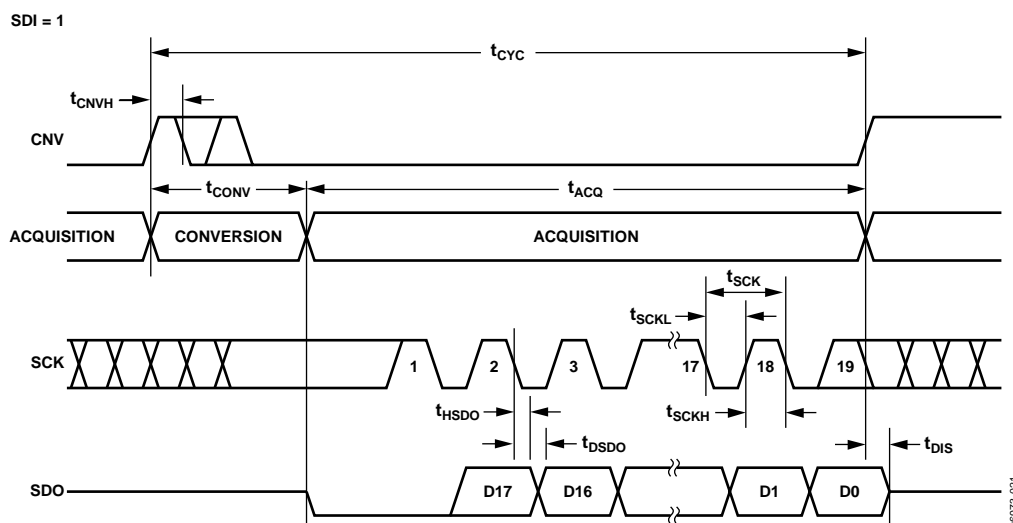 SDI = 1
tCYC
tCNVH
CNV
tCONV
tACQ
ACQUISITION
CONVERSION
ACQUISITION
tSCK
tSCKL
SCK
1
2
3
17
18
19
tHSDO
tSCKH
tDSDO
tDIS
SDO
D17
D16
D1
D0